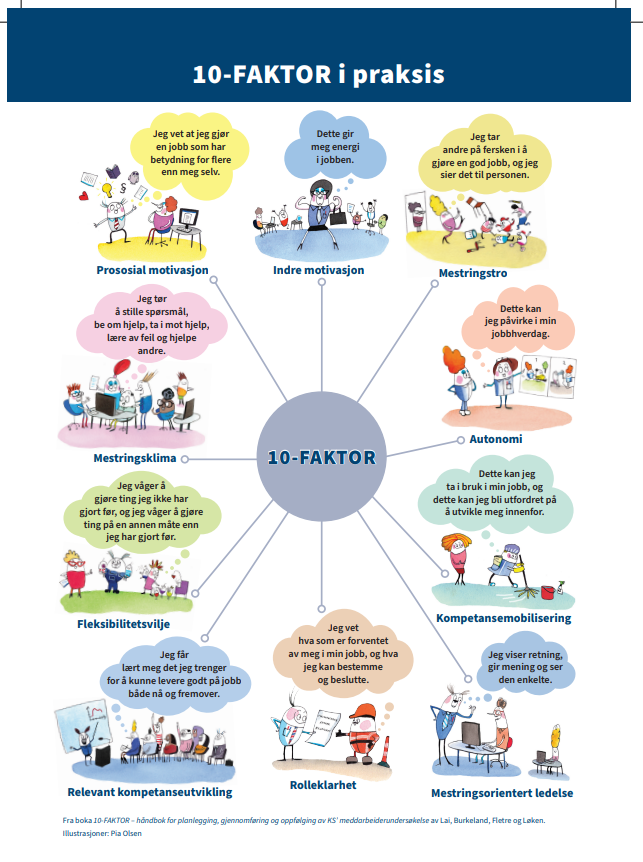 10-FAKTOR i praksis
Jeg vet at jeg gjør
en jobb som har
betydning for flere
enn meg selv.
Prososial motivasjon
Dette gir
meg energi
i jobben.
Indre motivasjon
Jeg tar
andre på fersken i å
gjøre en god jobb, og jeg
sier det til personen.
Mestringstro
Jeg tør
å stille spørsmål,
be om hjelp, ta i mot hjelp,
lære av feil og hjelpe
andre.
Mestringsklima
Dette kan
jeg påvirke i min
jobbhverdag.
Autonomi
10-FAKTOR
Jeg våger å
gjøre ting jeg ikke har
gjort før, og jeg våger å gjøre
ting på en annen måte enn
jeg har gjort før.
Fleksibilitetsvilje
Dette kan jeg
ta i bruk i min jobb, og
dette kan jeg bli utfordret på
å utvikle meg innenfor.
Kompetansemobilisering
Jeg får
lært meg det jeg trenger
for å kunne levere godt på jobb
både nå og fremover.
Relevant kompetanseutvikling
Jeg vet
hva som er forventet
av meg i min jobb, og hva
jeg kan bestemme
og beslutte.
Rolleklarhet
Jeg viser retning,
gir mening og ser
den enkelte.
Mestringsorientert ledelse
Fra boka 10-FAKTOR – håndbok for planlegging, gjennomføring og oppfølging av KS' meddarbeiderundersøkelse av Lai, Burkeland, Fletre og Løken.
Illustrasjoner: Pia Olsen